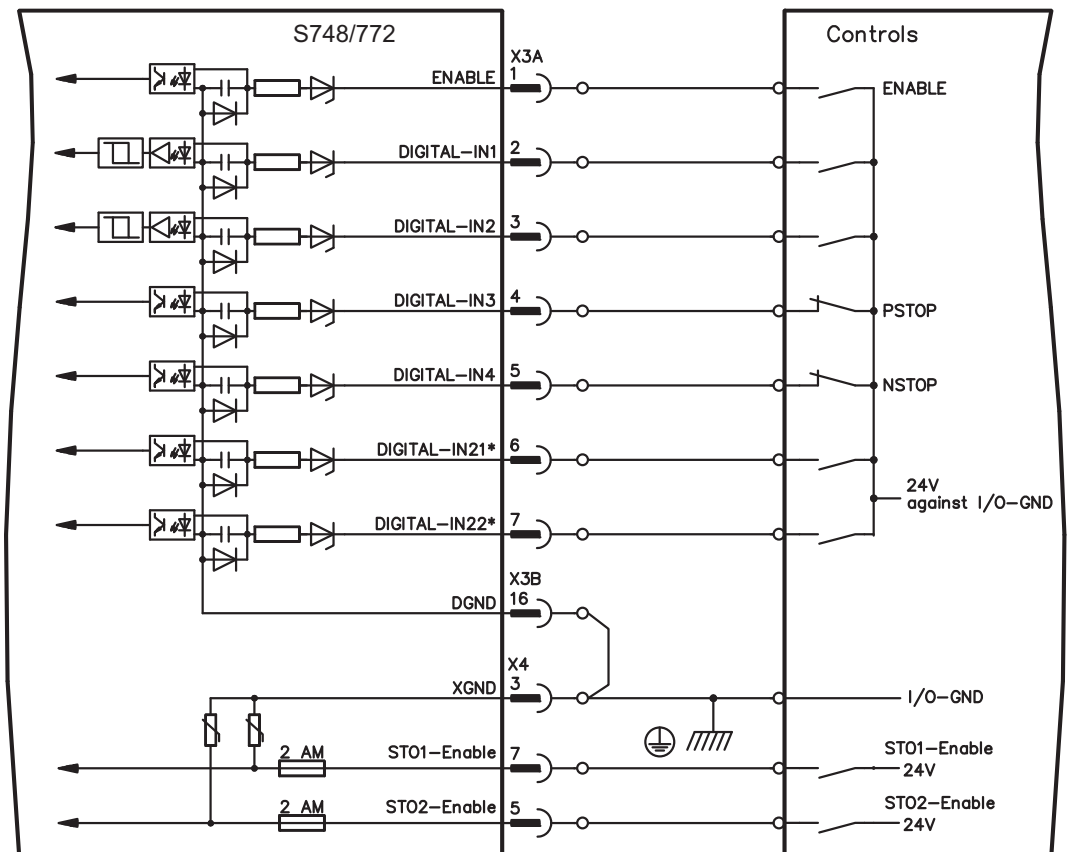 S748/772
Controls
X3A
ENABLE 1 ENABLE
DIGITAL-IN1 2
DIGITAL-IN2 3
DIGITAL-IN3 4 PSTOP
DIGITAL-IN4 5 NSTOP
DIGITAL-IN21* 6
24V
against I/O-GND
DIGITAL-IN22* 7
X3B
DGND 16
X4
XGND 3 I/O-GND
2 AM STO1-Enable 7 STO1-Enable
24V
2 AM STO2-Enable 5 STO2-Enable
24V